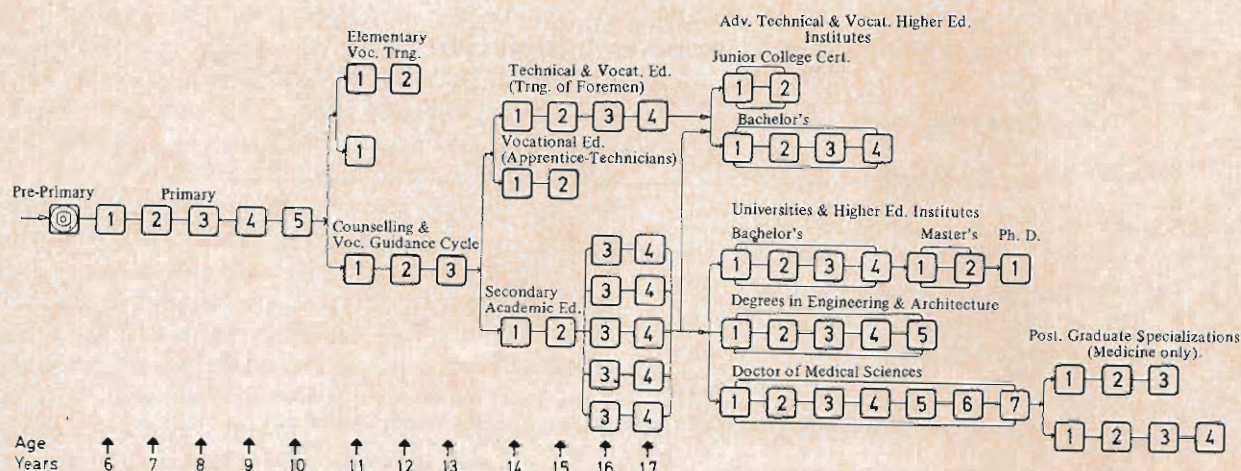 Adv. Technical & Vocat. Higher Ed.
Institutes
Elementary
Voc. Trng.
1 2
Technical & Vocat. Ed.
(Trng. of Foremen)
1 2 3 4
Junior College Cert.
1 2
Bachelor's
1 2 3 4
1
Vocational Ed.
(Apprentice-Technicians)
1 2
Pre-Primary
Primary
1 2 3 4 5
Counselling &
Voc. Guidance Cycle
1 2 3
Secondary
Academic Ed.
1 2
3 4
3 4
3 4
3 4
3 4
Universities & Higher Ed. Institutes
Bachelor's Master's Ph. D.
1 2 3 4 1 2 1
Degrees in Engineering & Architecture
1 2 3 4 5
Doctor of Medical Sciences
1 2 3 4 5 6 7
Post. Graduate Specializations
(Medicine only).
1 2 3
1 2 3 4
Age
Years 6 7 8 9 10 11 12 13 14 15 16 17